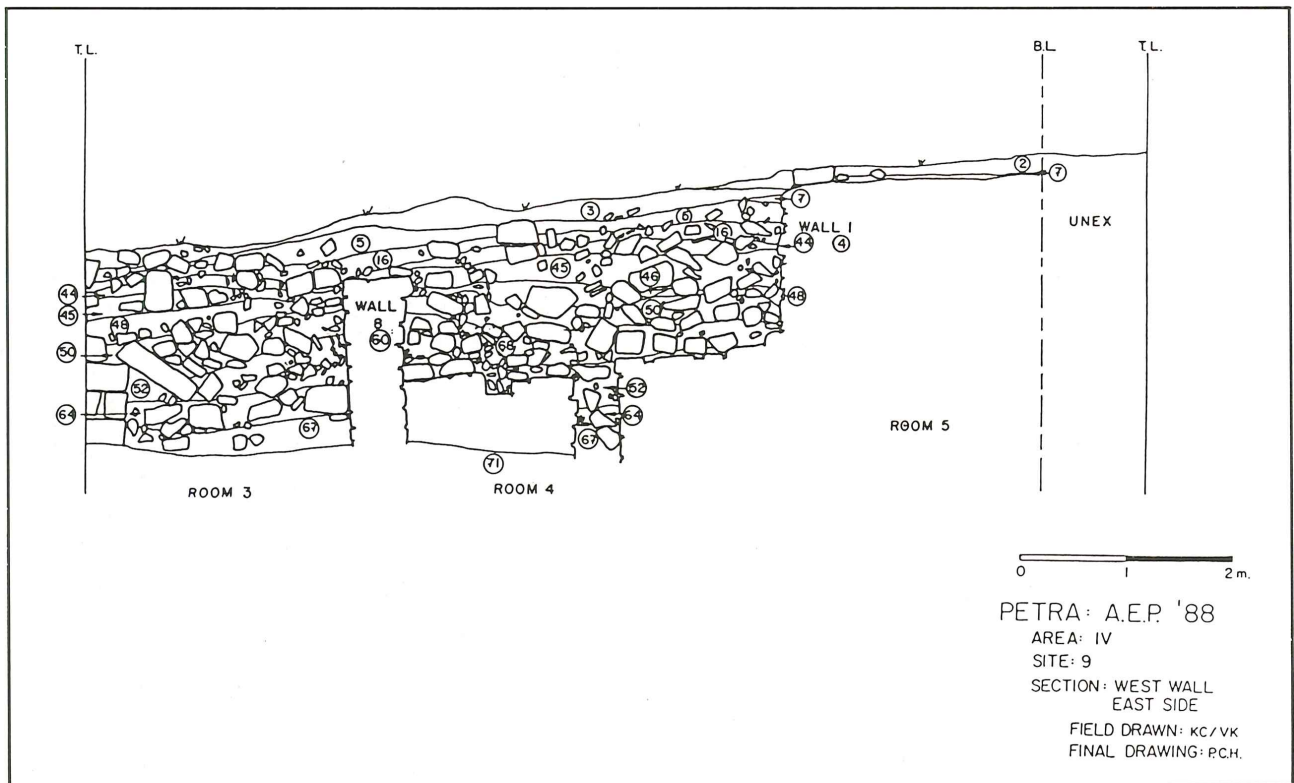 T.L.
B.L.
T.L.
2
7
3
7
6
UNEX
WALL 1
16
4
5
44
16
45
46
44
48
45
WALL
50
48
8
60
68
50
52
52
64
64
67
67
ROOM 5
71
ROOM 3
ROOM 4
0 1 2 m.
PETRA: A.E.P. '88
AREA: IV
SITE: 9
SECTION: WEST WALL
EAST SIDE
FIELD DRAWN: KC/VK
FINAL DRAWING: P.C.H.